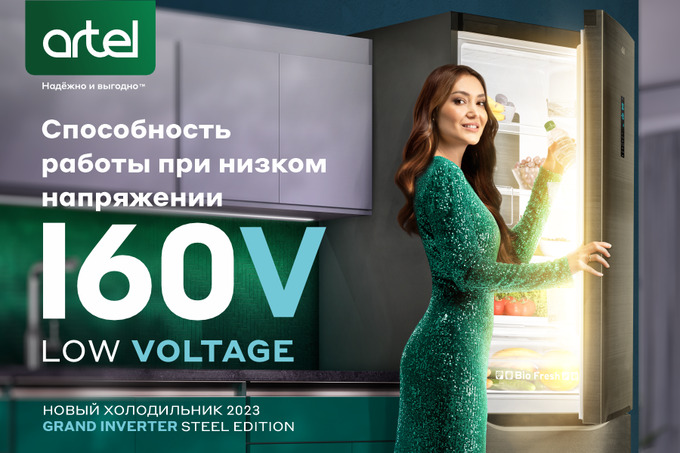 artel
Надёжно и выгодно™
Способность
работы при низком
напряжении
160V
LOW VOLTAGE
НОВЫЙ ХОЛОДИЛЬНИК 2023
GRAND INVERTER STEEL EDITION
Bio Fresh